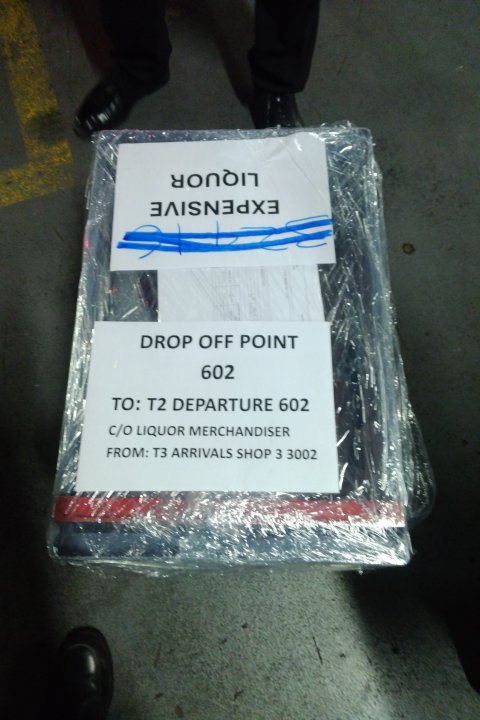 EXPENSIVE
LIQUOR
DROP OFF POINT
602
TO: T2 DEPARTURE 602
C/O LIQUOR MERCHANDISER
FROM: T3 ARRIVALS SHOP 3 3002